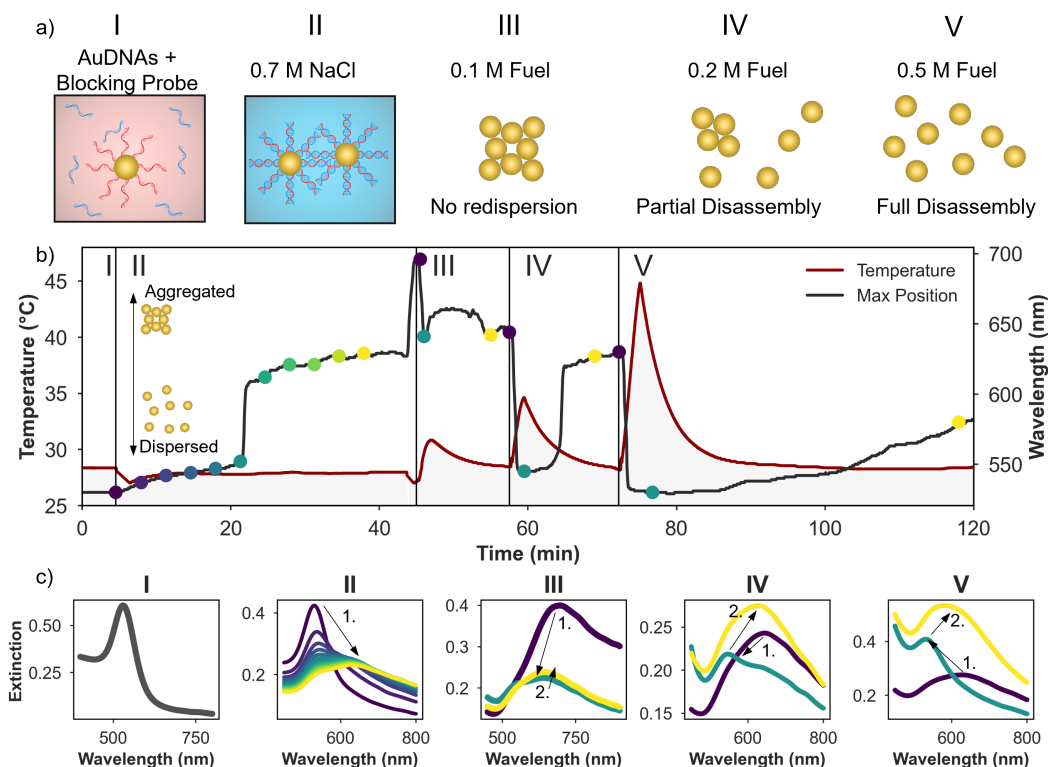 a)
I
II
III
IV
V
AuDNAs +
Blocking Probe
0.7 M NaCl
0.1 M Fuel
0.2 M Fuel
0.5 M Fuel
No redispersion
Partial Disassembly
Full Disassembly
b)
I
II
III
IV
V
Aggregated
Dispersed
Temperature
Max Position
Temperature (°C)
45
40
35
30
25
Wavelength (nm)
700
650
600
550
0
20
40
60
80
100
120
Time (min)
c)
I
II
III
IV
V
Extinction
0.50
0.25
500
750
Wavelength (nm)
0.4
0.2
1.
400
600
800
Wavelength (nm)
0.4
0.2
1.
2.
500
750
Wavelength (nm)
0.25
0.20
0.15
2.
1.
600
800
Wavelength (nm)
0.4
0.2
2.
1.
600
800
Wavelength (nm)